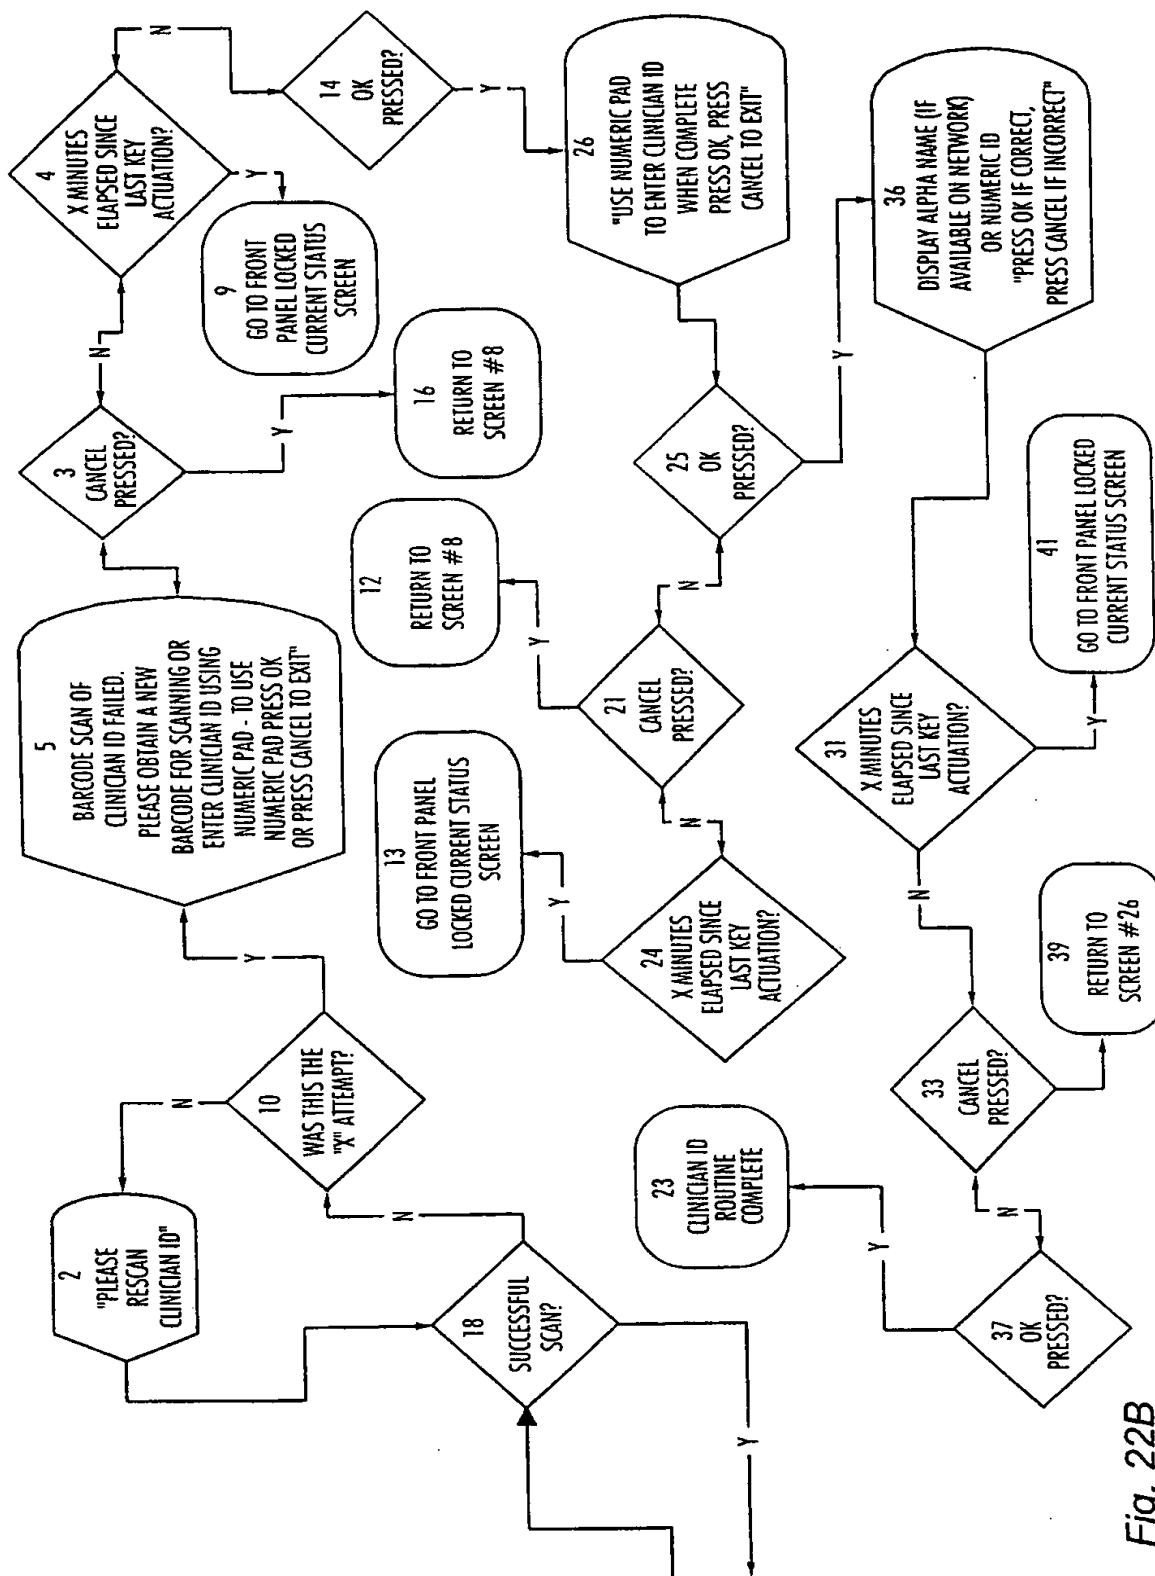 2
"PLEASE
RESCAN
CLINICIAN ID"
N
10
WAS THIS THE
"X" ATTEMPT?
Y
5
BARCODE SCAN OF
CLINICIAN ID FAILED.
PLEASE OBTAIN A NEW
BARCODE FOR SCANNING OR
ENTER CLINICIAN ID USING
NUMERIC PAD - TO USE
NUMERIC PAD PRESS OK
OR PRESS CANCEL TO EXIT"
3
CANCEL
PRESSED?
N
Y
4
X MINUTES
ELAPSED SINCE
LAST KEY
ACTUATION?
N
Y
9
GO TO FRONT
PANEL LOCKED
CURRENT STATUS
SCREEN
16
RETURN TO
SCREEN #8
14
OK
PRESSED?
Y
18
SUCCESSFUL
SCAN?
N
Y
13
GO TO FRONT PANEL
LOCKED CURRENT STATUS
SCREEN
Y
12
RETURN TO
SCREEN #8
Y
24
X MINUTES
ELAPSED SINCE
LAST KEY
ACTUATION?
N
21
CANCEL
PRESSED?
N
25
OK
PRESSED?
Y
26
"USE NUMERIC PAD
TO ENTER CLINICIAN ID
WHEN COMPLETE
PRESS OK, PRESS
CANCEL TO EXIT"
23
CLINICIAN ID
ROUTINE
COMPLETE
Y
37
OK
PRESSED?
N
33
CANCEL
PRESSED?
N
39
RETURN TO
SCREEN #26
31
X MINUTES
ELAPSED SINCE
LAST KEY
ACTUATION?
Y
41
GO TO FRONT PANEL LOCKED
CURRENT STATUS SCREEN
36
DISPLAY ALPHA NAME (IF
AVAILABLE ON NETWORK)
OR NUMERIC ID
"PRESS OK IF CORRECT,
PRESS CANCEL IF INCORRECT"
Fig. 22B